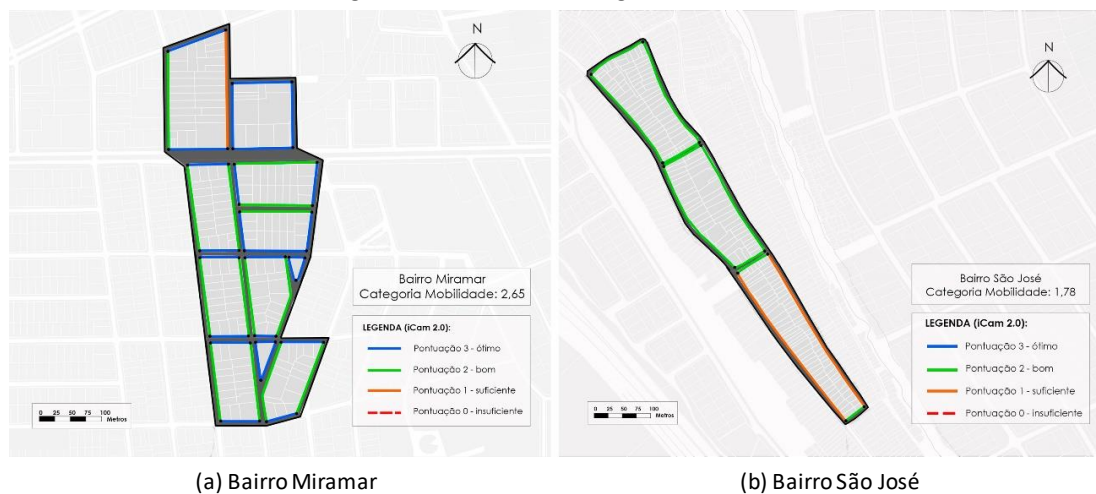 N
Bairro Miramar
Categoria Mobilidade: 2,65
LEGENDA (iCam 2.0):
Pontuação 3 - ótimo
Pontuação 2 - bom
Pontuação 1 - suficiente
Pontuação 0 - insuficiente
0 25 50 75 100
Metros
N
Bairro São José
Categoria Mobilidade: 1,78
LEGENDA (iCam 2.0):
Pontuação 3 - ótimo
Pontuação 2 - bom
Pontuação 1 - suficiente
Pontuação 0 - insuficiente
0 25 50 75 100
Metros
(a) Bairro Miramar
(b) Bairro São José